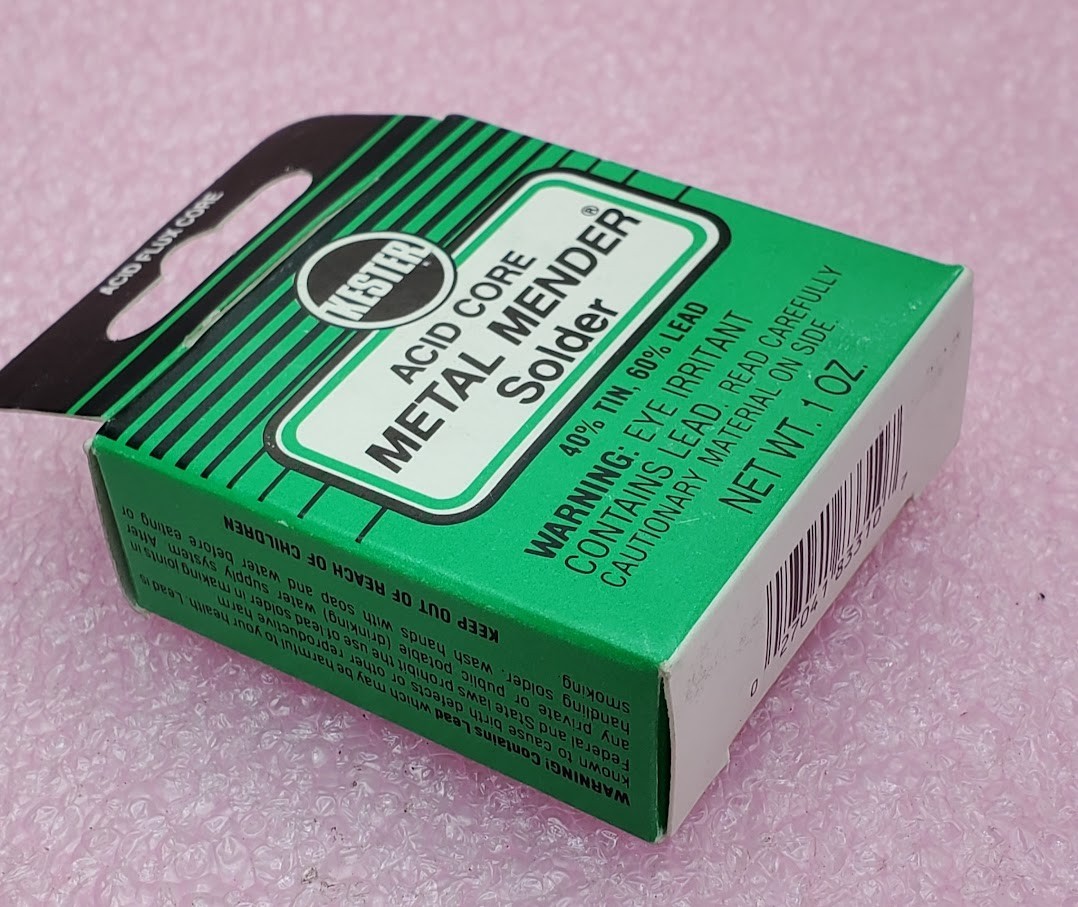 ACID FLUX CORE
KESTER®
ACID CORE
METAL MENDER®
Solder
40% TIN, 60% LEAD
WARNING: EYE IRRITANT
CONTAINS LEAD. READ CAREFULLY
CAUTIONARY MATERIAL ON SIDE.
NET WT. 1 OZ.
WARNING! Contains Lead which may be harmful to your health. Lead is
known to cause birth defects or other reproductive harm
Federal and State laws prohibit the use of lead solder in making joints in
any private or public potable (drinking) water supply system. After
handling solder, wash hands with soap and water before eating or
smoking.
KEEP OUT OF REACH OF CHILDREN
0 27041 83310 7